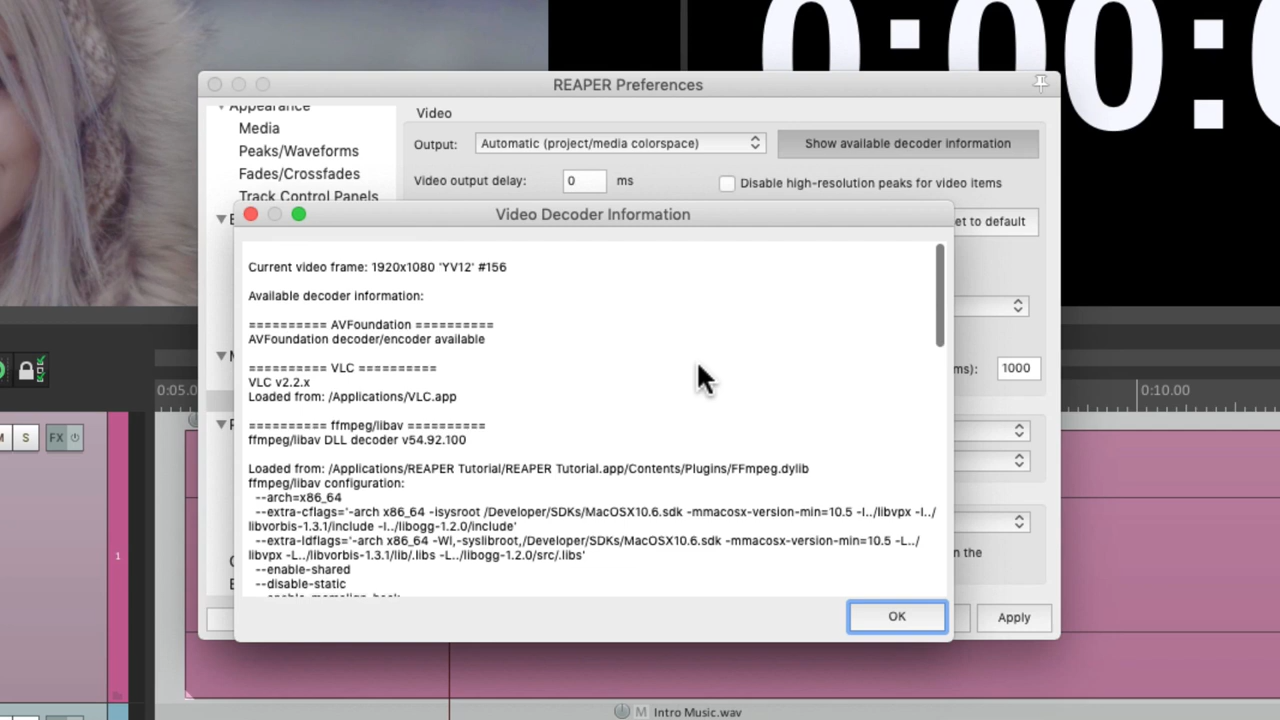 0:00:0
REAPER Preferences
Appearance
Media
Peaks/Waveforms
Fades/Crossfades
Track Control Panels
Video
Output: Automatic (project/media colorspace) Show available decoder information
Video output delay: 0 ms Disable high-resolution peaks for video items
et to default
Video Decoder Information
Current video frame: 1920x1080 'YV12' #156
Available decoder information:
========== AVFoundation ==========
AVFoundation decoder/encoder available
========== VLC ==========
VLC v2.2.x
Loaded from: /Applications/VLC.app
========== ffmpeg/libav ==========
ffmpeg/libav DLL decoder v54.92.100
Loaded from: /Applications/REAPER Tutorial/REAPER Tutorial.app/Contents/Plugins/FFmpeg.dylib
ffmpeg/libav configuration:
--arch=x86_64
--extra-cflags='-arch x86_64 -isysroot /Developer/SDKs/MacOSX10.6.sdk -mmacosx-version-min=10.5 -I../libvpx -I../
libvorbis-1.3.1/include -I../libogg-1.2.0/include'
--extra-ldflags='-arch x86_64 -Wl,-syslibroot,/Developer/SDKs/MacOSX10.6.sdk -mmacosx-version-min=10.5 -L../
libvpx -L../libvorbis-1.3.1/lib/.libs -L../libogg-1.2.0/src/.libs'
--enable-shared
--disable-static
ms): 1000
n the
OK
Apply
0:05.0
0:10.00
M S FX
1
M Intro Music.wav